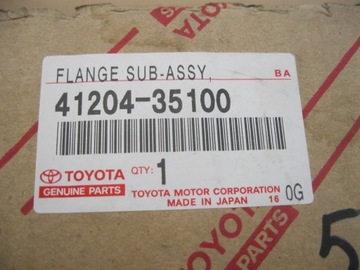 FLANGE SUB-ASSY, BA
41204-35100
TOYOTA QTY: 1
GENUINE PARTS
TOYOTA MOTOR CORPORATION
MADE IN JAPAN 16 0G
TOYOTA
PARTS
5